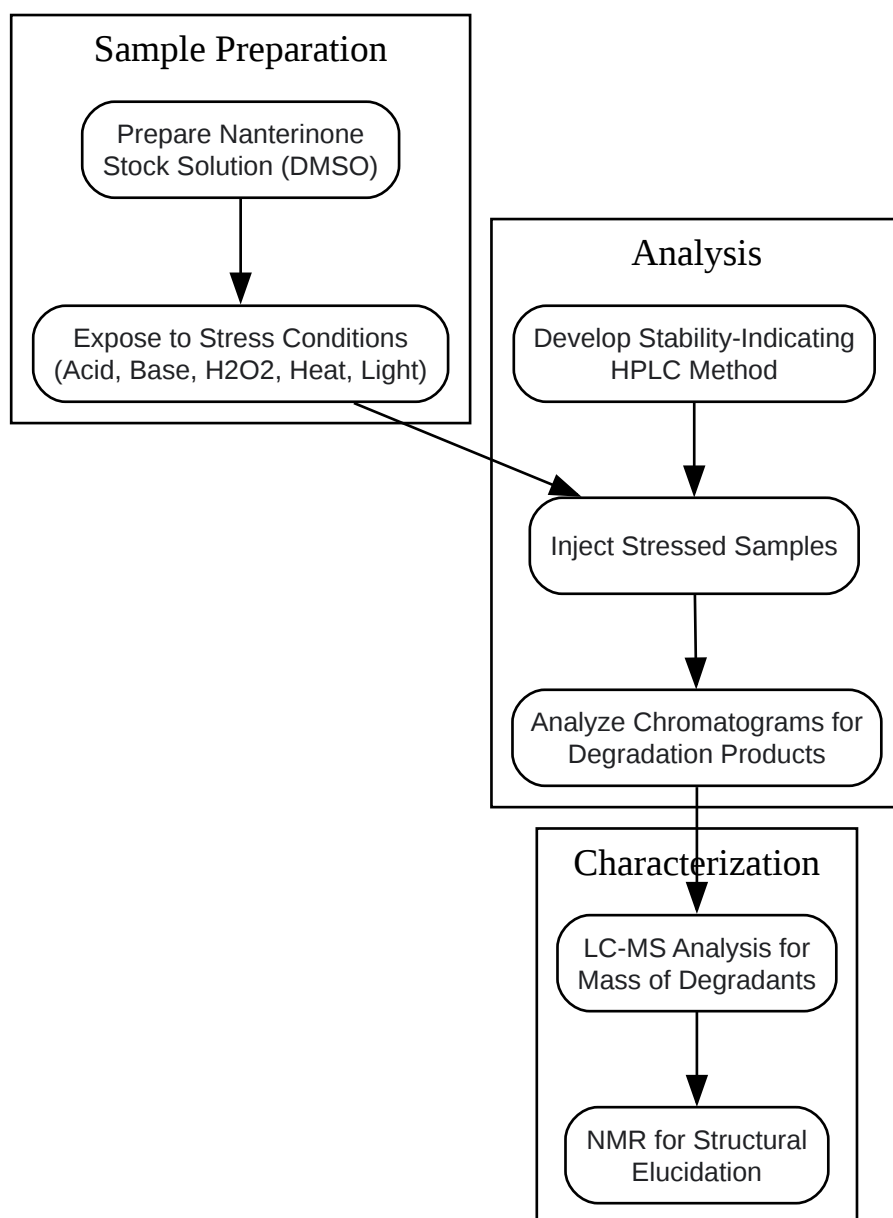 Sample Preparation
Prepare Nanterinone
Stock Solution (DMSO)
Expose to Stress Conditions
(Acid, Base, H2O2, Heat, Light)
Analysis
Develop Stability-Indicating
HPLC Method
Inject Stressed Samples
Analyze Chromatograms for
Degradation Products
Characterization
LC-MS Analysis for
Mass of Degradants
NMR for Structural
Elucidation